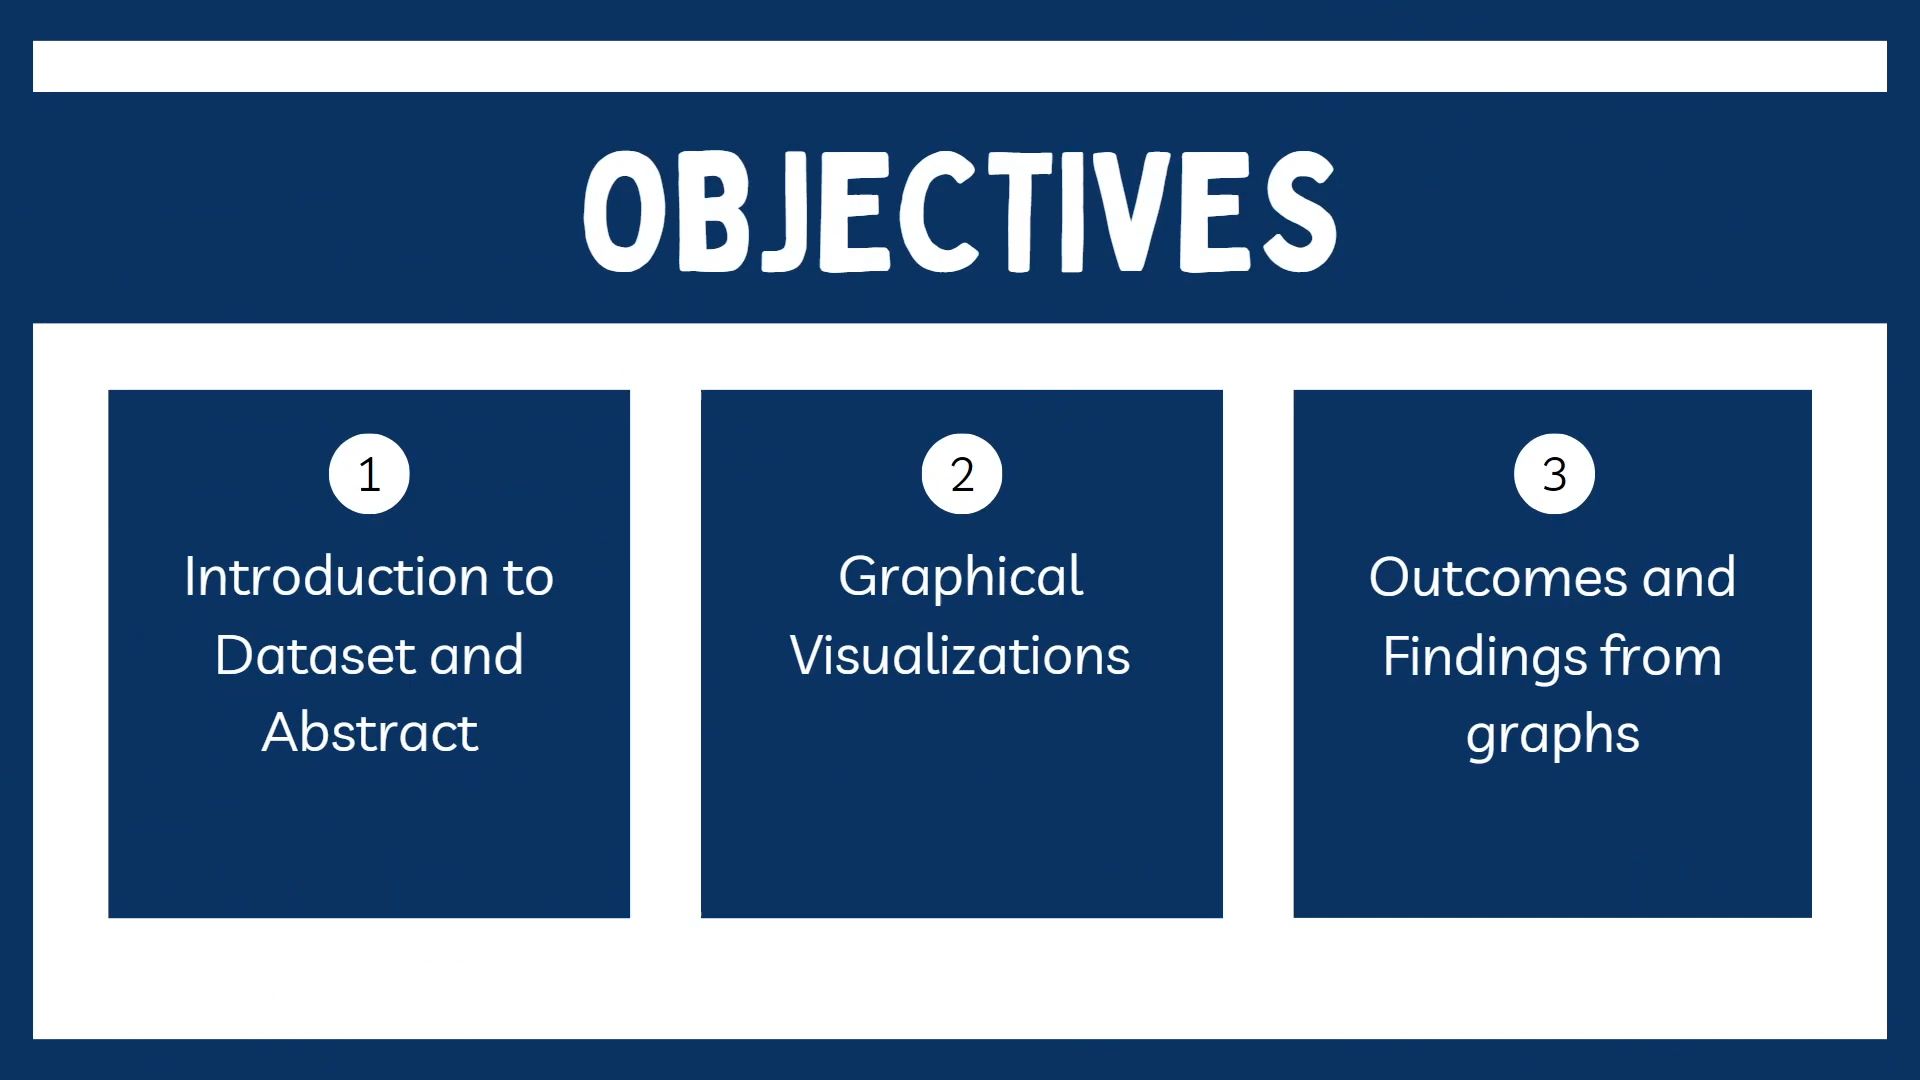 OBJECTIVES
1
Introduction to
Dataset and
Abstract
2
Graphical
Visualizations
3
Outcomes and
Findings from
graphs